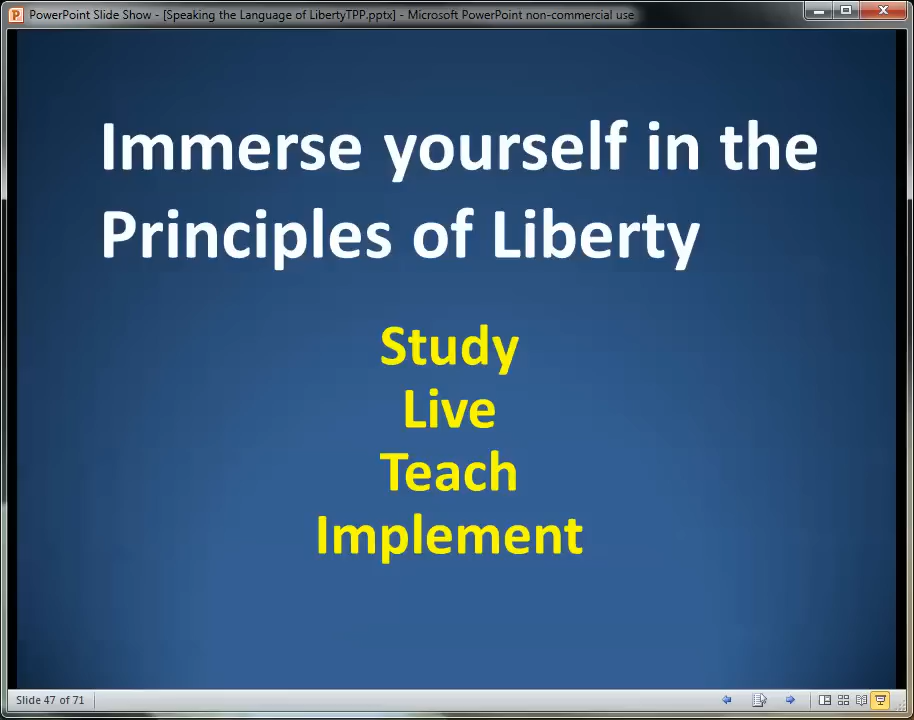 PowerPoint Slide Show - [Speaking the Language of LibertyTPP.pptx] - Microsoft PowerPoint non-commercial use
Immerse yourself in the
Principles of Liberty
Study
Live
Teach
Implement
Slide 47 of 71